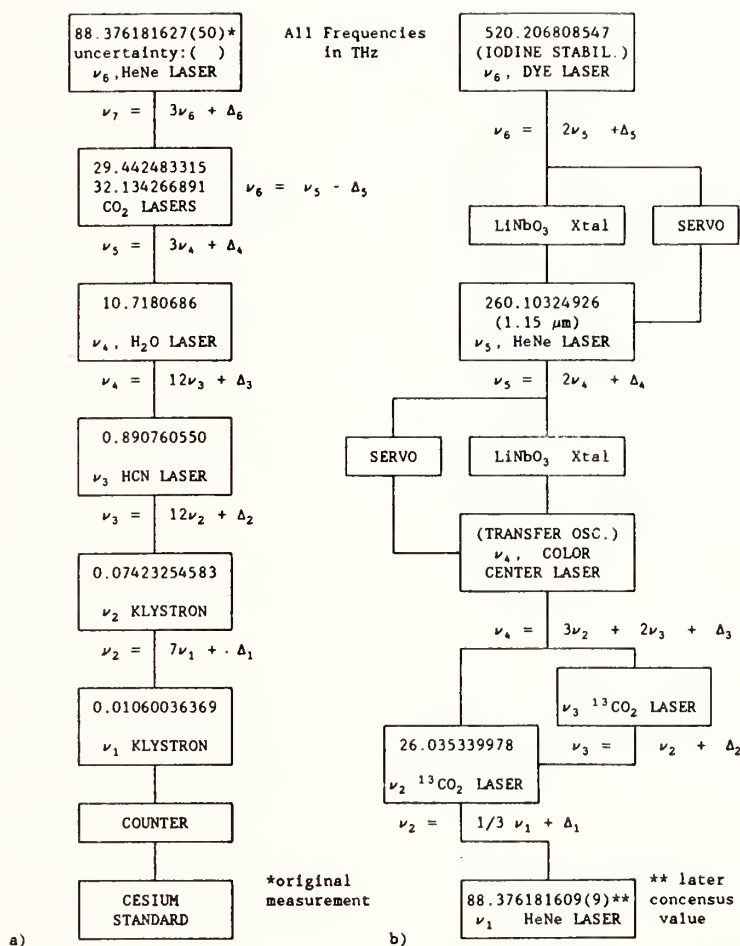 88.376181627(50)*
uncertainty:( )
ν₆,HeNe LASER
ν₇ = 3ν₆ + Δ₆
29.442483315
32.134266891
CO₂ LASERS
ν₆ = ν₅ - Δ₅
ν₅ = 3ν₄ + Δ₄
10.7180686
ν₄, H₂O LASER
ν₄ = 12ν₃ + Δ₃
0.890760550
ν₃ HCN LASER
ν₃ = 12ν₂ + Δ₂
0.07423254583
ν₂ KLYSTRON
ν₂ = 7ν₁ + · Δ₁
0.01060036369
ν₁ KLYSTRON
COUNTER
CESIUM
STANDARD
*original
measurement
a)
All Frequencies
in THz
520.206808547
(IODINE STABIL.)
ν₆, DYE LASER
ν₆ = 2ν₅ +Δ₅
LiNbO₃ Xtal
SERVO
260.10324926
(1.15 μm)
ν₅, HeNe LASER
ν₅ = 2ν₄ + Δ₄
SERVO
LiNbO₃ Xtal
(TRANSFER OSC.)
ν₄, COLOR
CENTER LASER
ν₄ = 3ν₂ + 2ν₃ + Δ₃
ν₃ ¹³CO₂ LASER
ν₃ = ν₂ + Δ₂
26.035339978
ν₂ ¹³CO₂ LASER
ν₂ = 1/3 ν₁ + Δ₁
88.376181609(9)**
ν₁ HeNe LASER
** later
concensus
value
b)